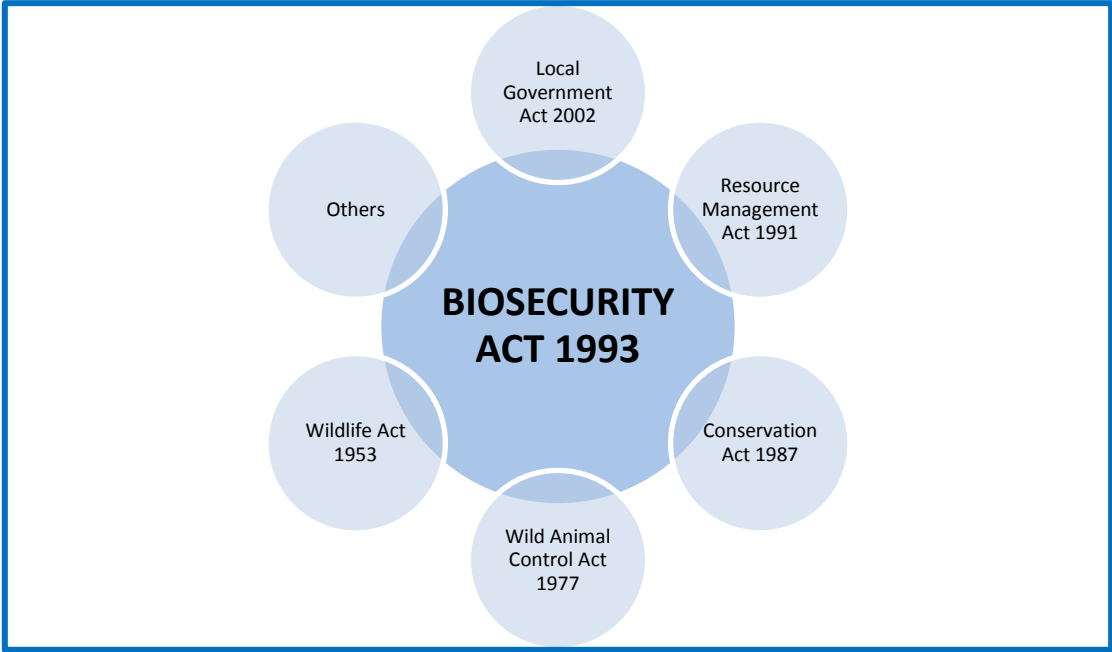 Local
Government
Act 2002
Resource
Management
Act 1991
Others
BIOSECURITY
ACT 1993
Wildlife Act
1953
Conservation
Act 1987
Wild Animal
Control Act
1977